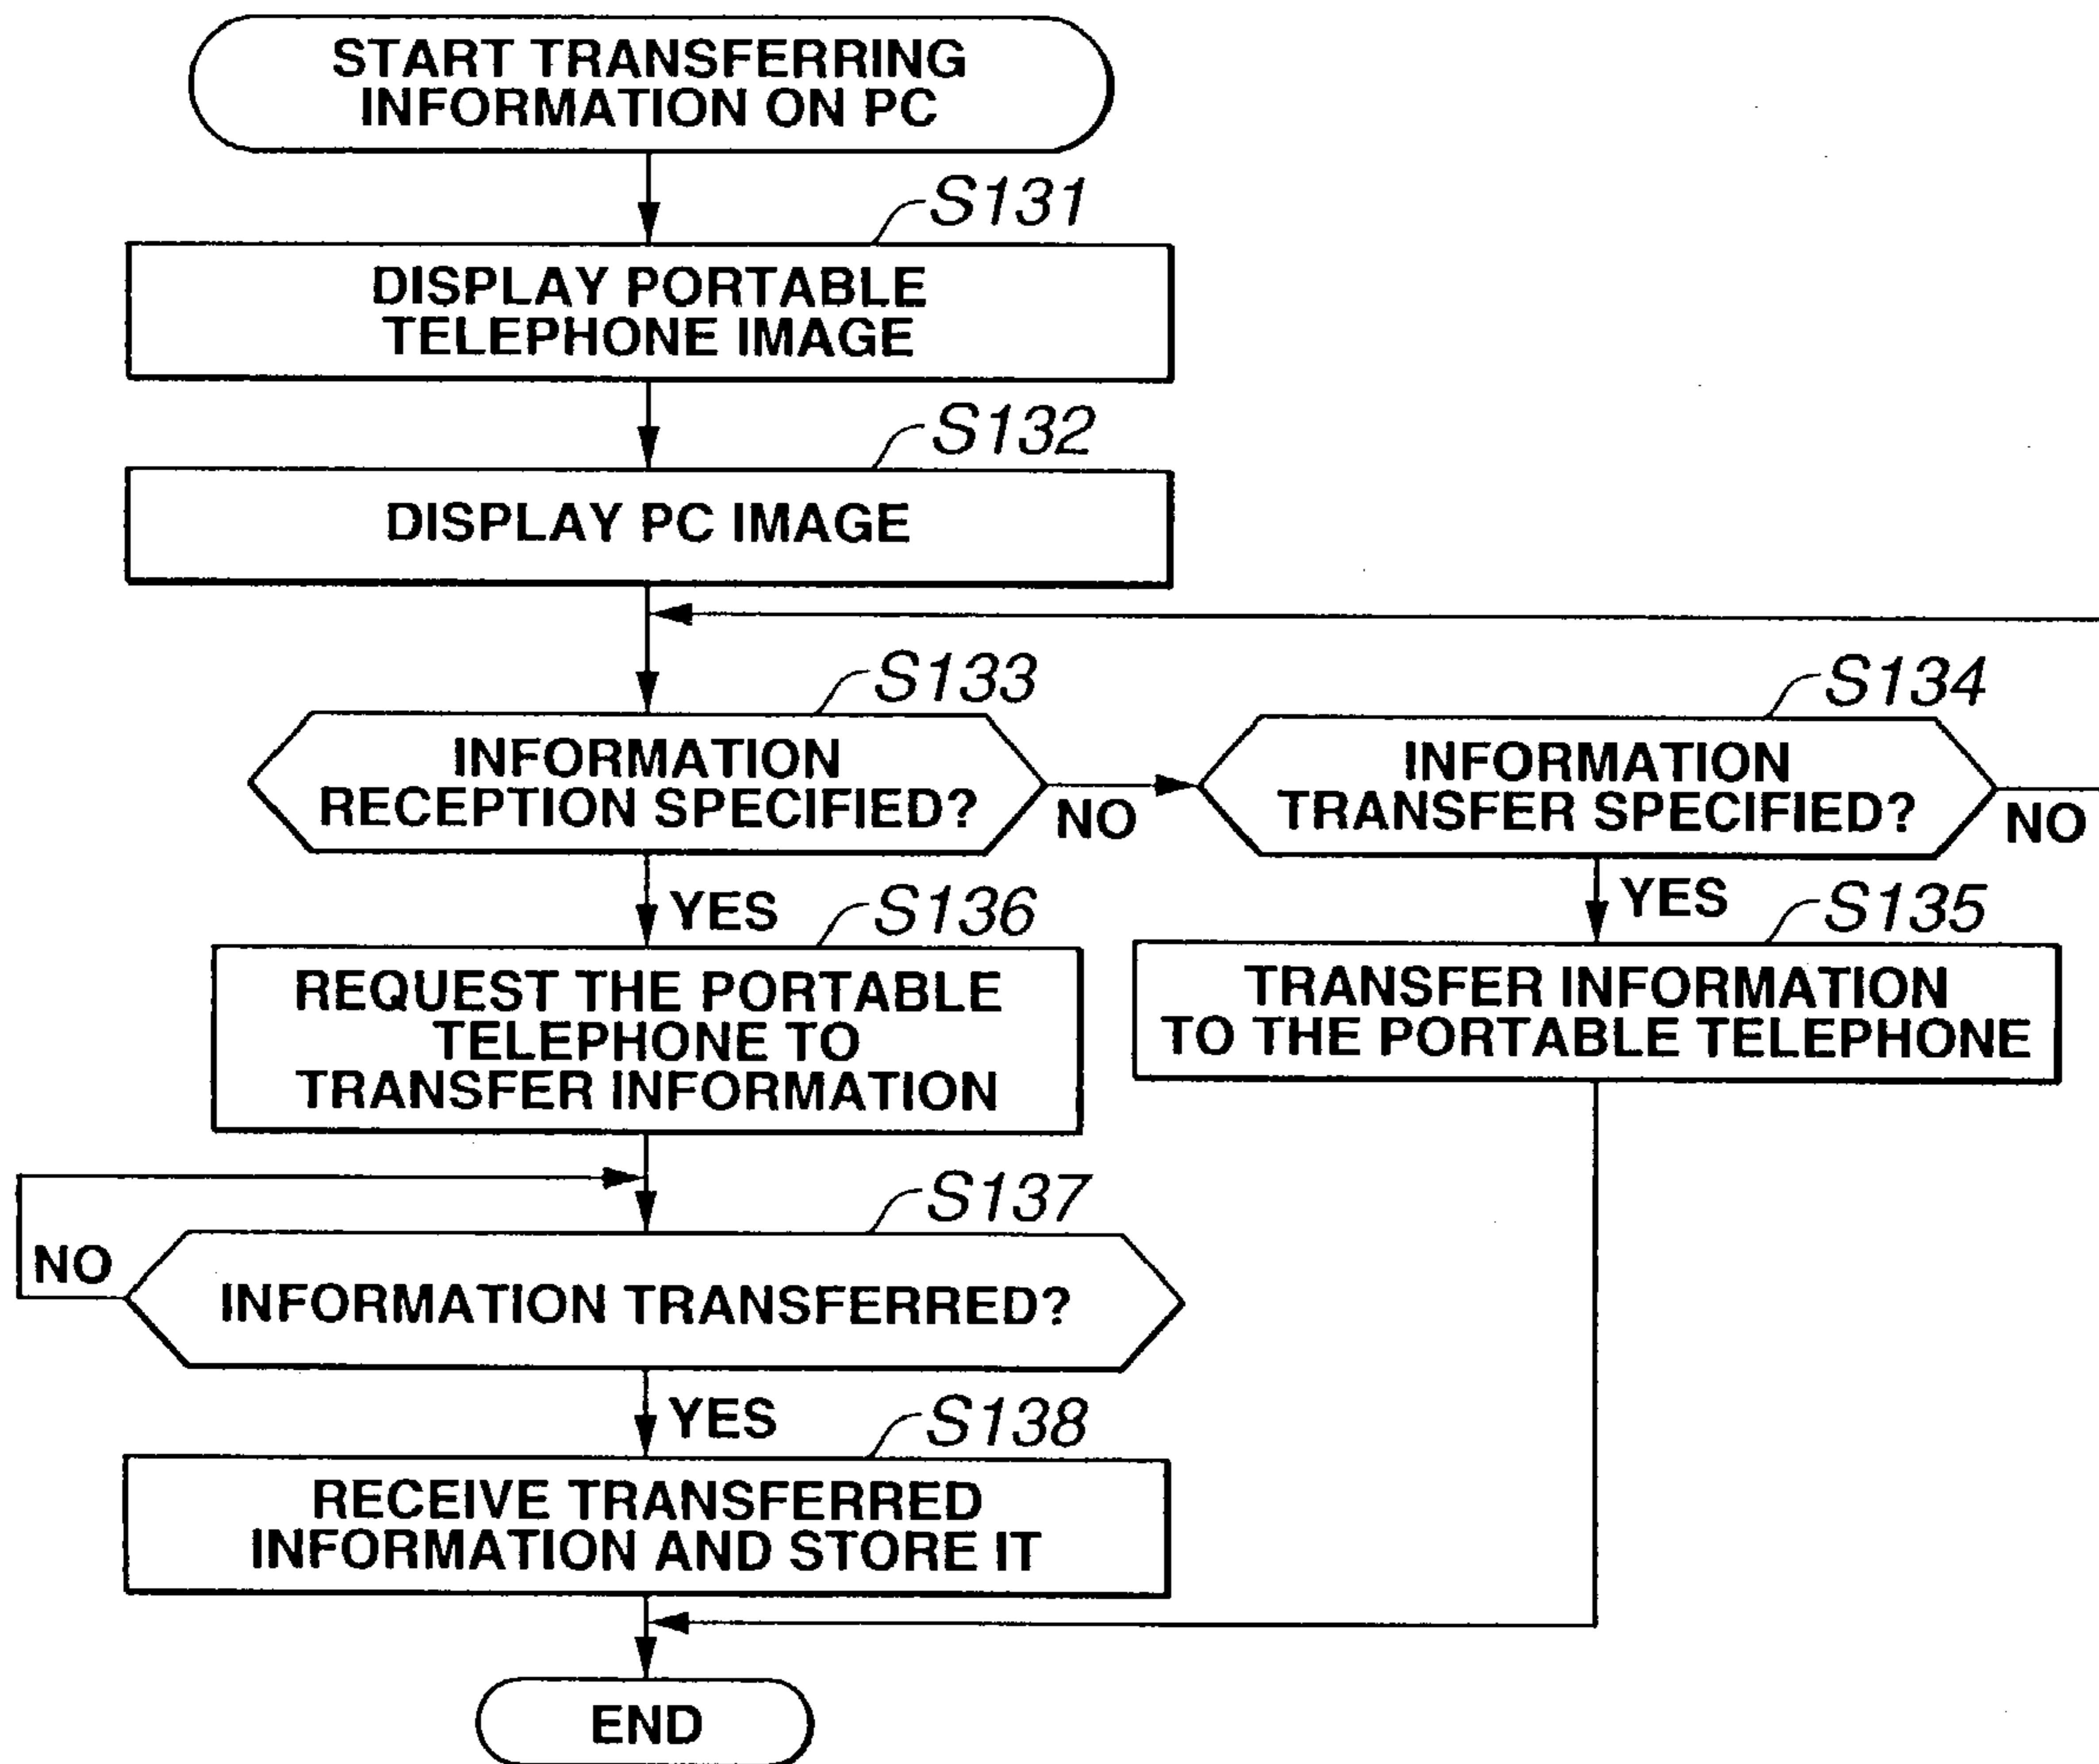 START TRANSFERRING
INFORMATION ON PC
S131
DISPLAY PORTABLE
TELEPHONE IMAGE
S132
DISPLAY PC IMAGE
S133
INFORMATION
RECEPTION SPECIFIED?
NO
S134
INFORMATION
TRANSFER SPECIFIED?
NO
YES
S136
REQUEST THE PORTABLE
TELEPHONE TO
TRANSFER INFORMATION
YES
S135
TRANSFER INFORMATION
TO THE PORTABLE TELEPHONE
S137
NO
INFORMATION TRANSFERRED?
YES
S138
RECEIVE TRANSFERRED
INFORMATION AND STORE IT
END